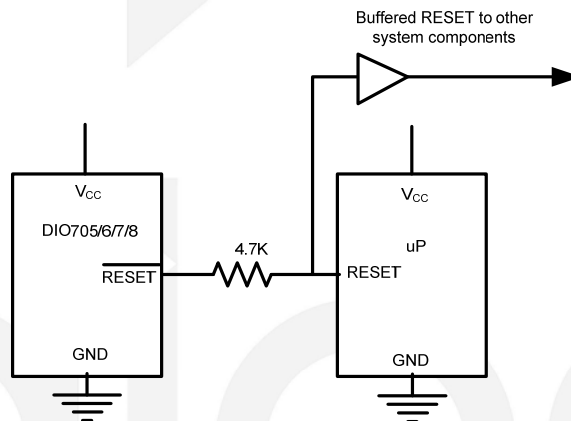 Buffered RESET to other
system components
VCC
DIO705/6/7/8
RESET
GND
4.7K
VCC
uP
RESET
GND